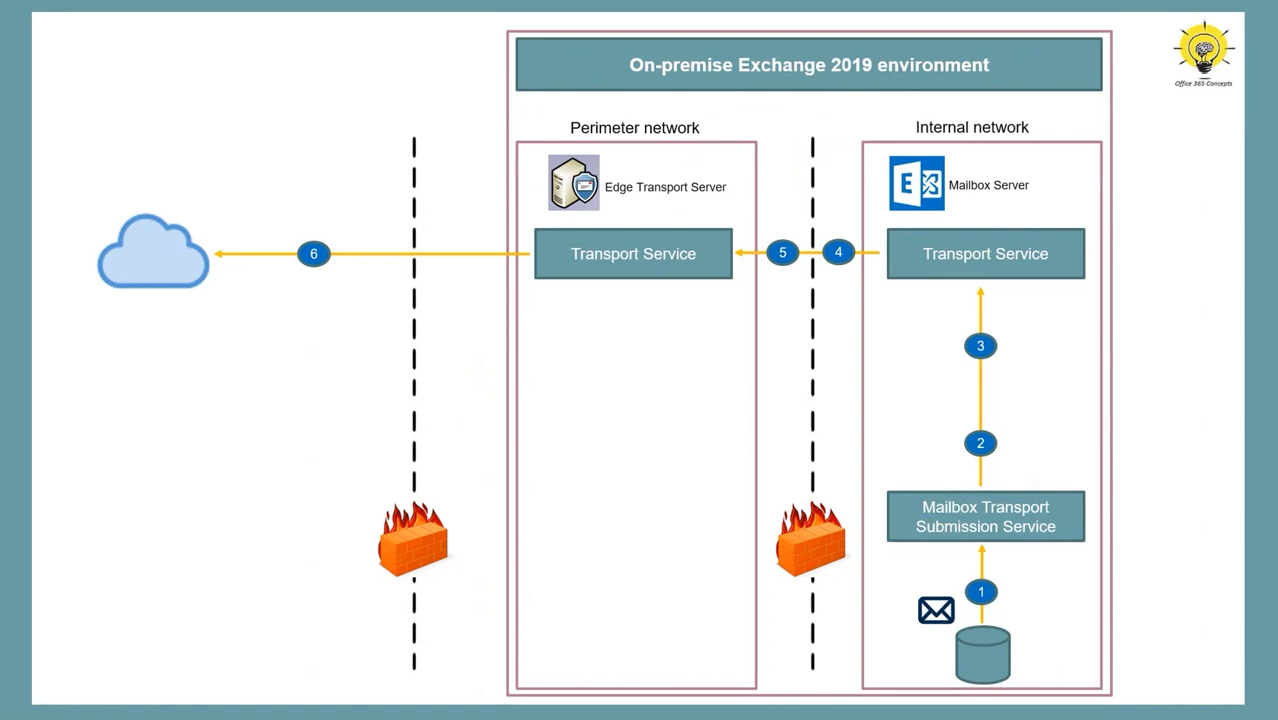 On-premise Exchange 2019 environment
Office 365 Concepts
Perimeter network
Internal network
Edge Transport Server
Mailbox Server
E
6
Transport Service
5
4
Transport Service
3
2
Mailbox Transport
Submission Service
1